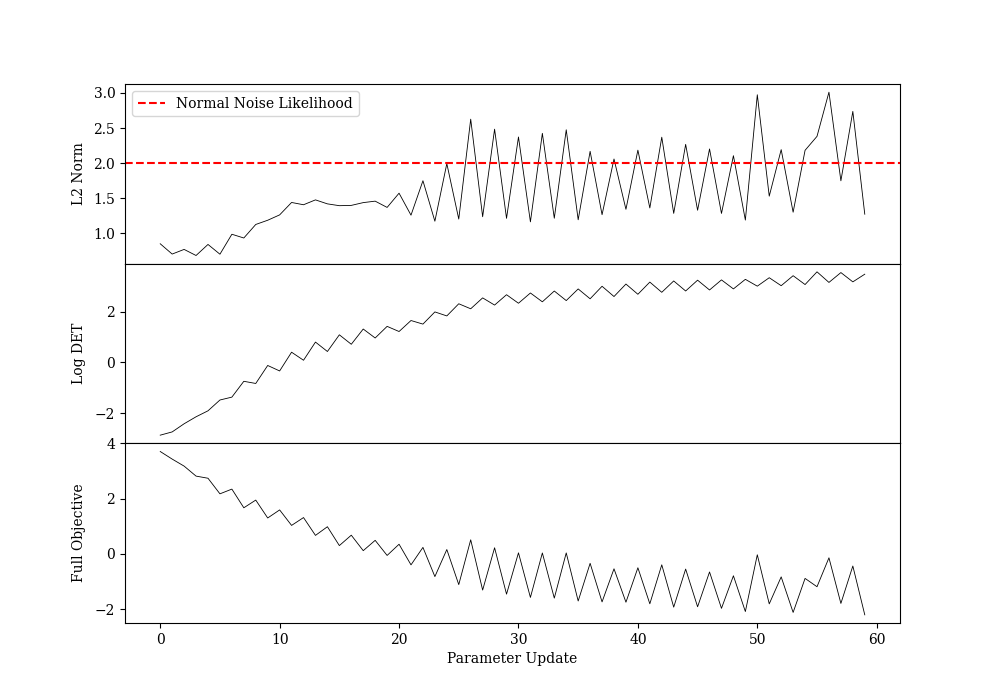 Normal Noise Likelihood
L2 Norm
3.0
2.5
2.0
1.5
1.0
Log DET
2
0
−2
Full Objective
4
2
0
−2
0 10 20 30 40 50 60
Parameter Update